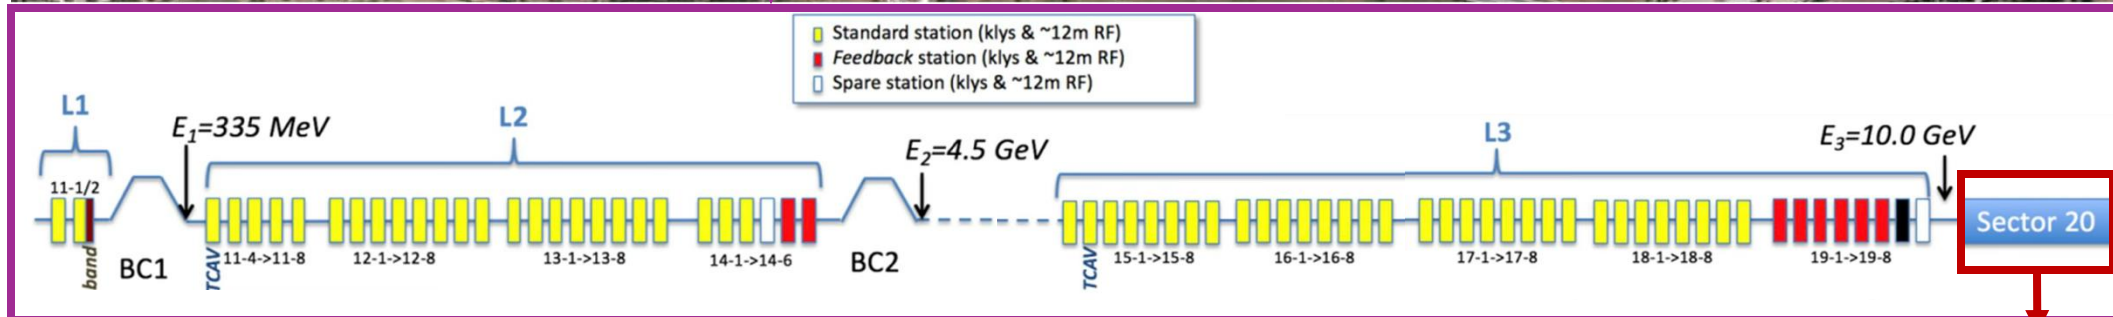 Standard station (klys & ~12m RF)
Feedback station (klys & ~12m RF)
Spare station (klys & ~12m RF)
L1
E1=335 MeV
L2
E2=4.5 GeV
L3
E3=10.0 GeV
11-1/2
band
BC1
TCAV
11-4->11-8
12-1->12-8
13-1->13-8
14-1->14-6
BC2
TCAV
15-1->15-8
16-1->16-8
17-1->17-8
18-1->18-8
19-1->19-8
Sector 20